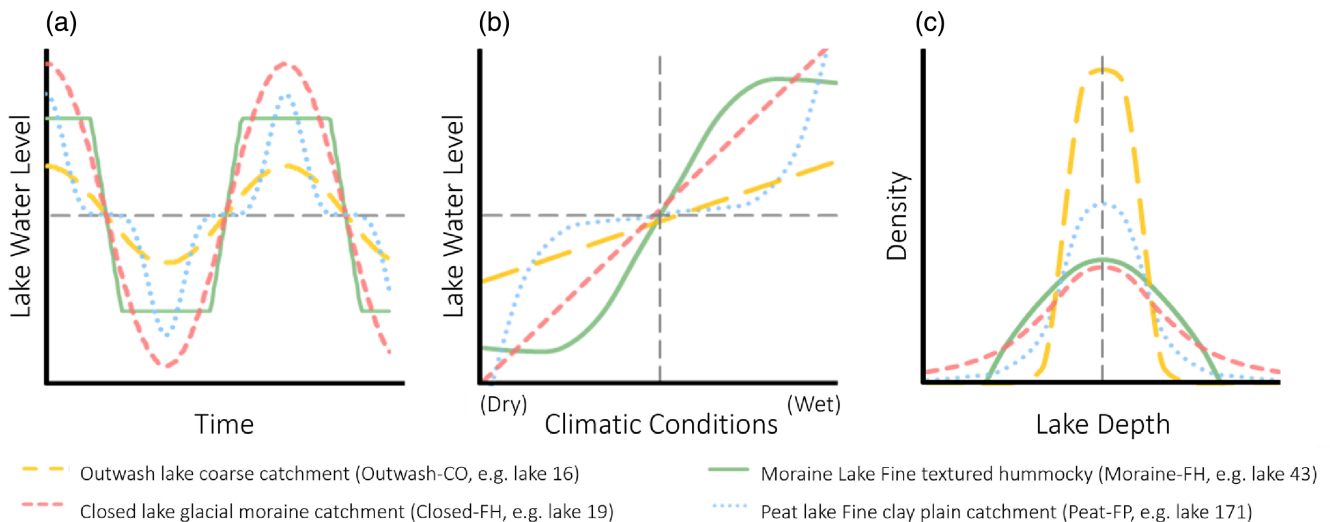 (a)
(b)
(c)
Lake Water Level
Lake Water Level
Density
(Dry)
(Wet)
Time
Climatic Conditions
Lake Depth
Outwash lake coarse catchment (Outwash-CO, e.g. lake 16)
Moraine Lake Fine textured hummocky (Moraine-FH, e.g. lake 43)
Closed lake glacial moraine catchment (Closed-FH, e.g. lake 19)
Peat lake Fine clay plain catchment (Peat-FP, e.g. lake 171)